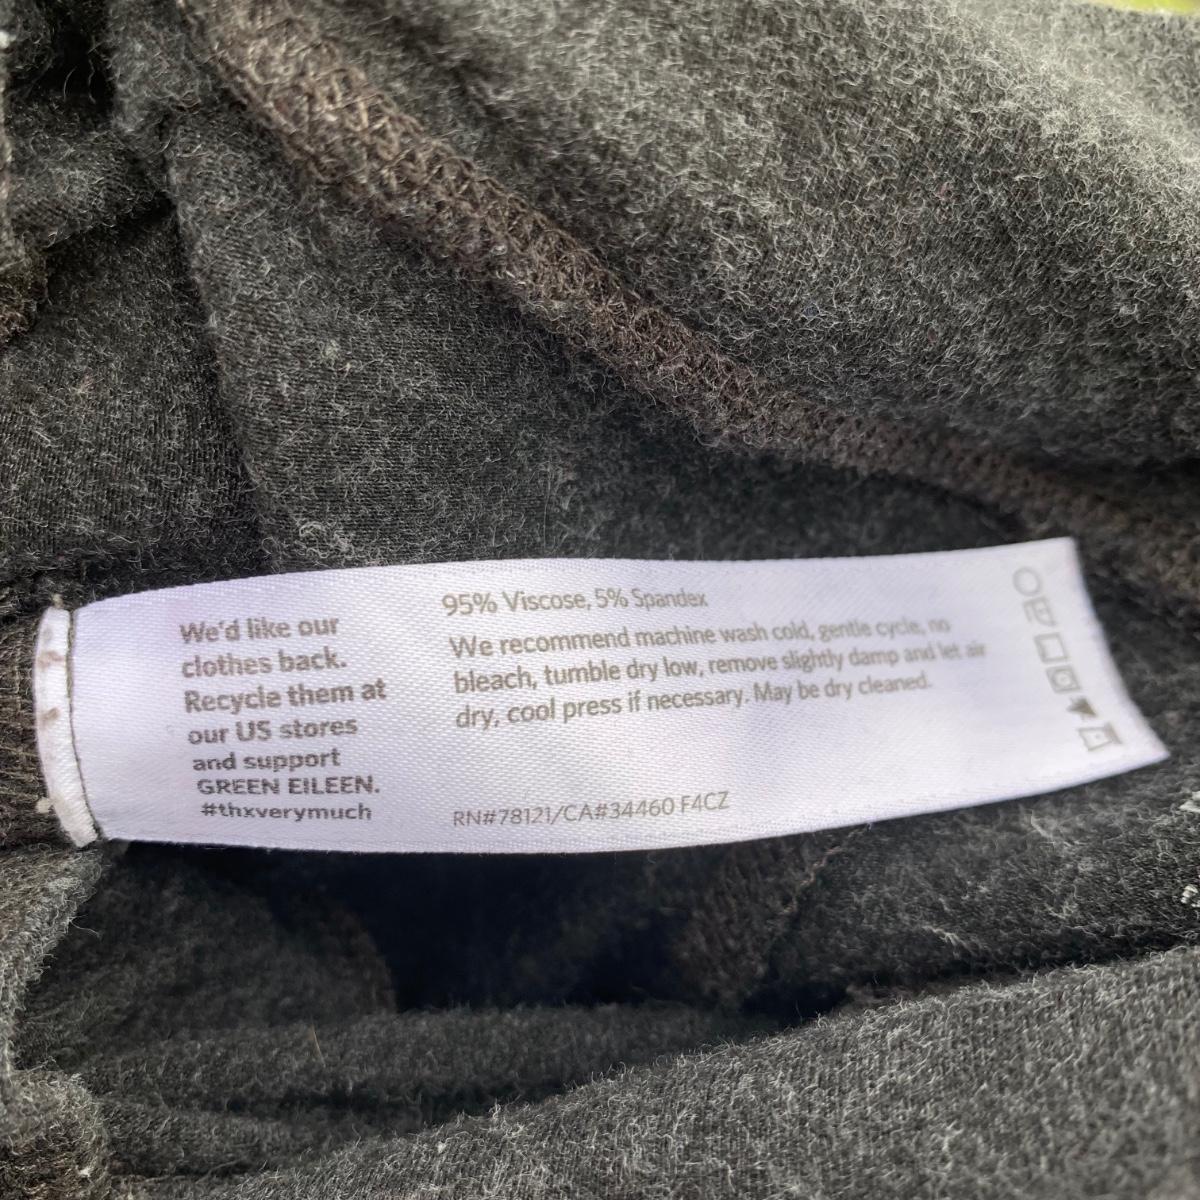 We'd like our
clothes back.
Recycle them at
our US stores
and support
GREEN EILEEN.
#thxverymuch
95% Viscose, 5% Spandex
We recommend machine wash cold, gentle cycle, no
bleach, tumble dry low, remove slightly damp and let air
dry, cool press if necessary. May be dry cleaned.
RN#78121/CA#34460 F4CZ